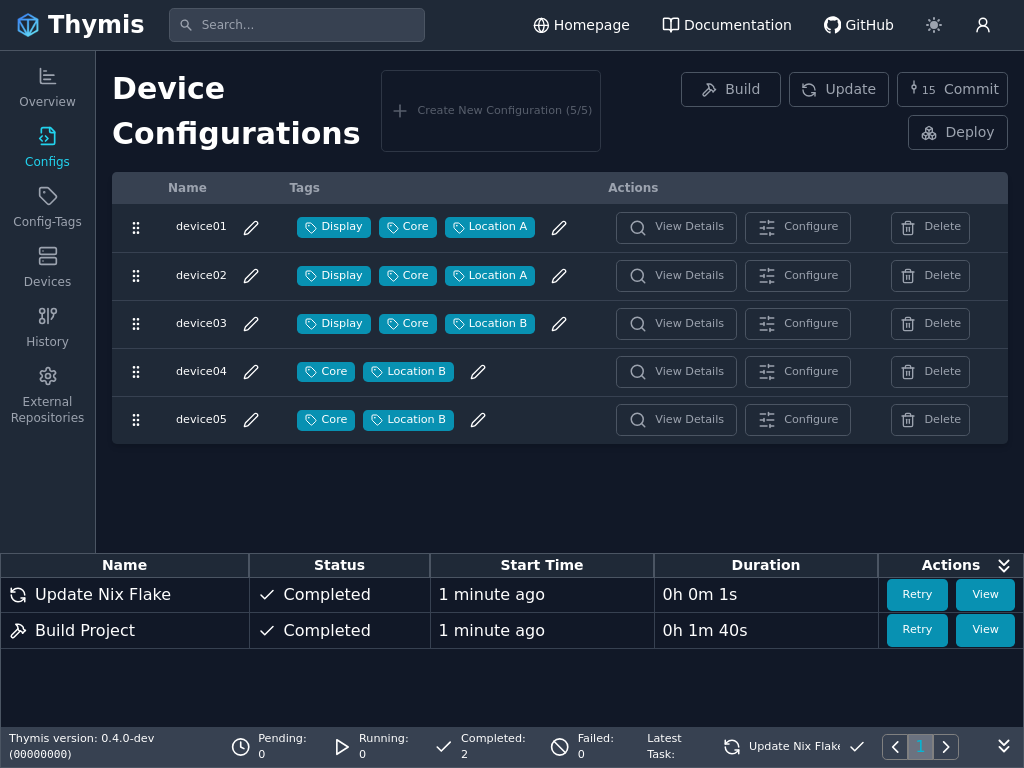 Thymis
Search...
Homepage
Documentation
GitHub
Overview
Configs
Config-Tags
Devices
History
External
Repositories
Device
Configurations
Create New Configuration (5/5)
Build
Update
15 Commit
Deploy
Name Tags Actions
device01 Display Core Location A View Details Configure Delete
device02 Display Core Location A View Details Configure Delete
device03 Display Core Location B View Details Configure Delete
device04 Core Location B View Details Configure Delete
device05 Core Location B View Details Configure Delete
Name Status Start Time Duration Actions
Update Nix Flake Completed 1 minute ago 0h 0m 1s Retry View
Build Project Completed 1 minute ago 0h 1m 40s Retry View
Thymis version: 0.4.0-dev
(00000000)
Pending:
0
Running:
0
Completed:
2
Failed:
0
Latest
Task:
Update Nix Flake
1